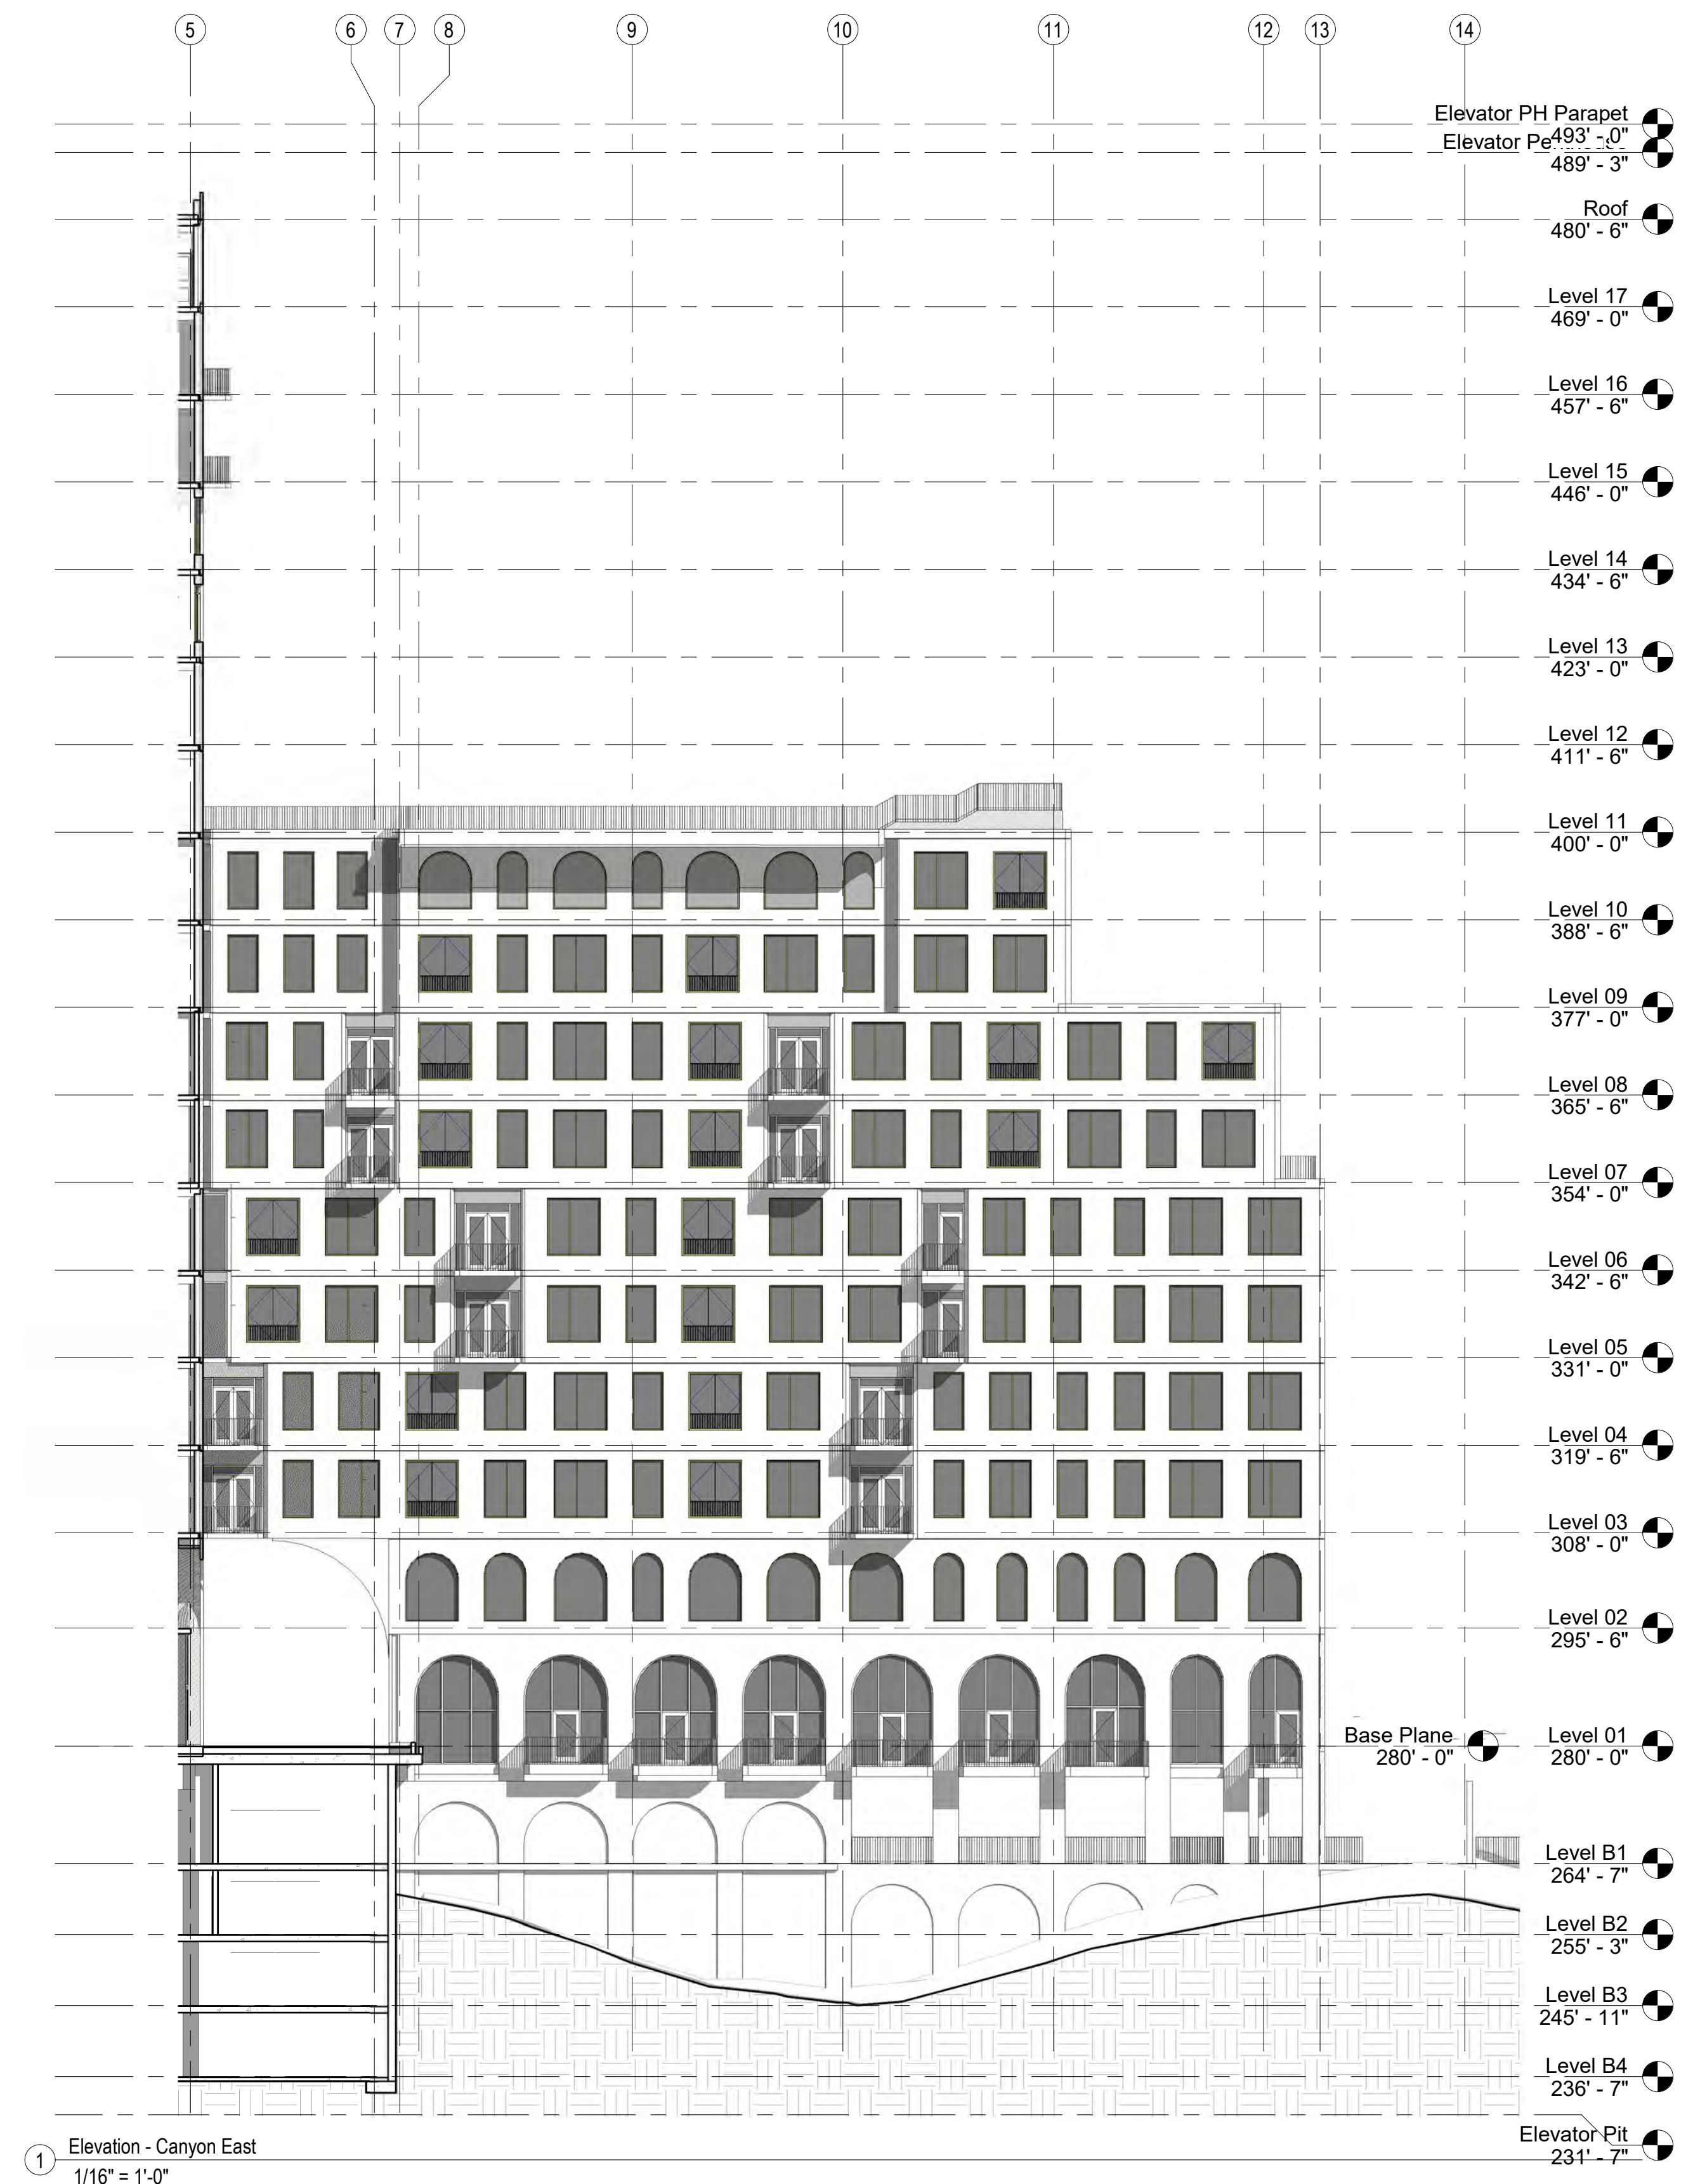 5 6 7 8 9 10 11 12 13 14
Elevator PH Parapet
493' - 0"
Elevator
489' - 3"
Roof
480' - 6"
Level 17
469' - 0"
Level 16
457' - 6"
Level 15
446' - 0"
Level 14
434' - 6"
Level 13
423' - 0"
Level 12
411' - 6"
Level 11
400' - 0"
Level 10
388' - 6"
Level 09
377' - 0"
Level 08
365' - 6"
Level 07
354' - 0"
Level 06
342' - 6"
Level 05
331' - 0"
Level 04
319' - 6"
Level 03
308' - 0"
Level 02
295' - 6"
Base Plane
280' - 0"
Level 01
280' - 0"
Level B1
264' - 7"
Level B2
255' - 3"
Level B3
245' - 11"
Level B4
236' - 7"
Elevator Pit
231' - 7"
1
Elevation - Canyon East
1/16" = 1'-0"